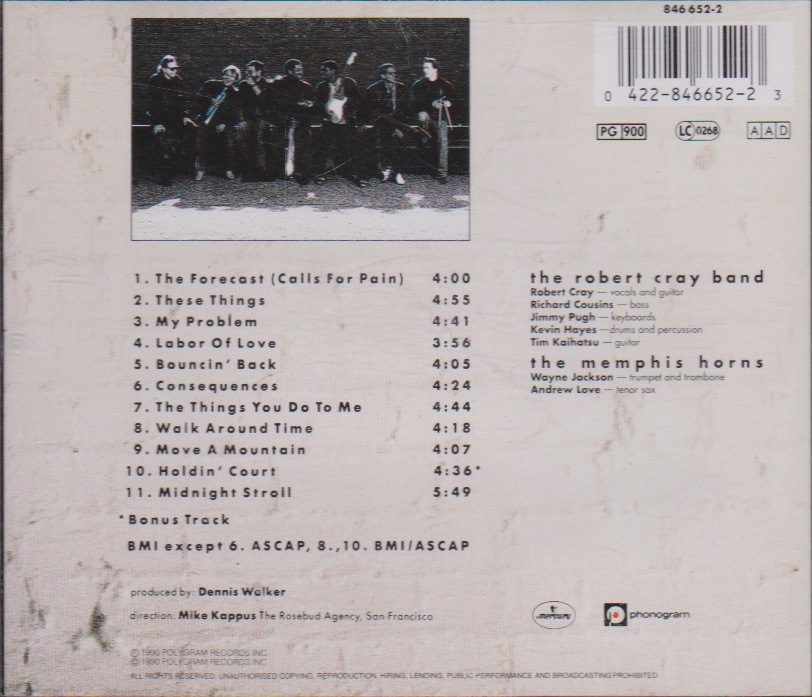 846 652-2
0 422-846652-2 3
PG 900
LC 0268
AAD
1. The Forecast (Calls For Pain) 4:00
2. These Things 4:55
3. My Problem 4:41
4. Labor Of Love 3:56
5. Bouncin' Back 4:05
6. Consequences 4:24
7. The Things You Do To Me 4:44
8. Walk Around Time 4:18
9. Move A Mountain 4:07
10. Holdin' Court 4:36*
11. Midnight Stroll 5:49
*Bonus Track
BMI except 6. ASCAP, 8.,10. BMI/ASCAP
the robert cray band
Robert Cray — vocals and guitar
Richard Cousins — bass
Jimmy Pugh — keyboards
Kevin Hayes — drums and percussion
Tim Kaihatsu — guitar
the memphis horns
Wayne Jackson — trumpet and trombone
Andrew Love — tenor sax
produced by: Dennis Walker
direction: Mike Kappus The Rosebud Agency, San Francisco
mercury
phonogram
Ⓟ 1990 POLYGRAM RECORDS INC
© 1990 POLYGRAM RECORDS INC
ALL RIGHTS RESERVED. UNAUTHORISED COPYING, REPRODUCTION, HIRING, LENDING, PUBLIC PERFORMANCE AND BROADCASTING PROHIBITED